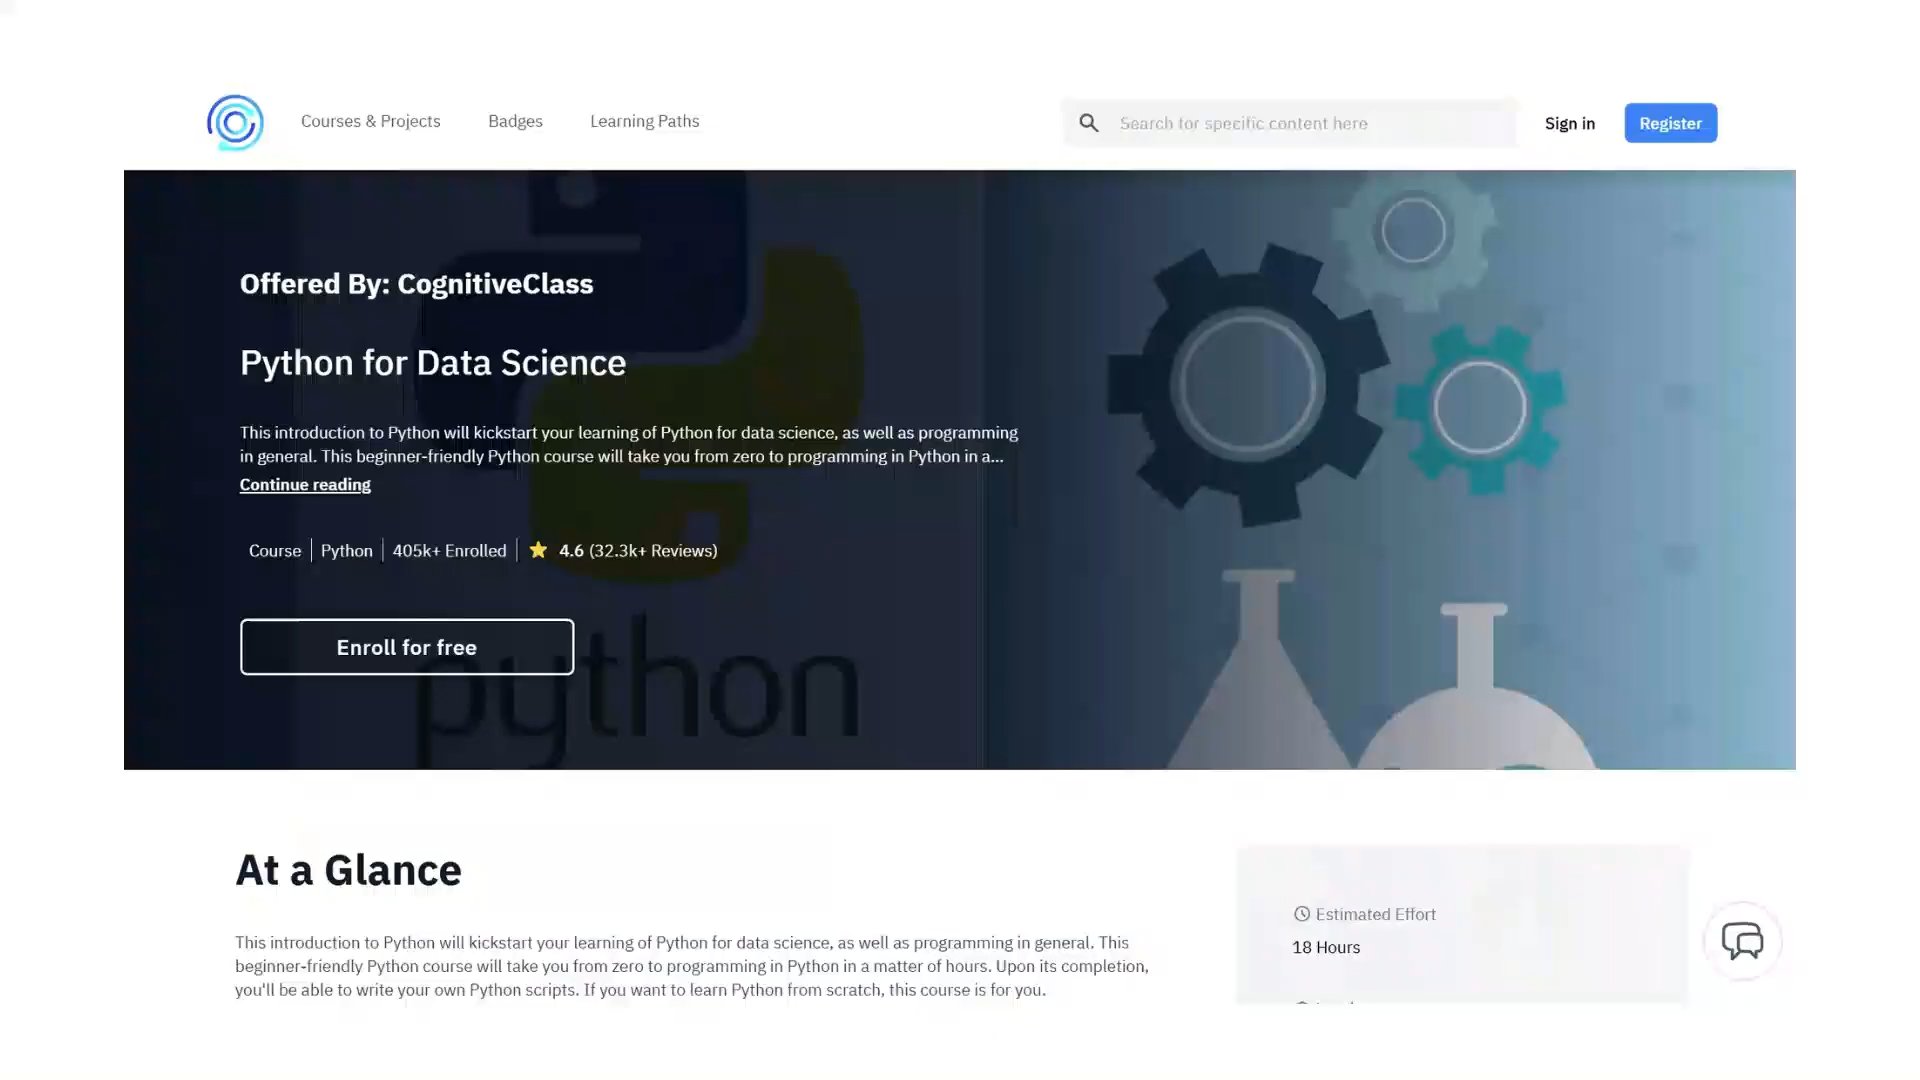 Courses & Projects
Badges
Learning Paths
Search for specific content here
Sign in
Register
Offered By: CognitiveClass
Python for Data Science
This introduction to Python will kickstart your learning of Python for data science, as well as programming
in general. This beginner-friendly Python course will take you from zero to programming in Python in a...
Continue reading
Course
Python
405k+ Enrolled
4.6 (32.3k+ Reviews)
Enroll for free
python
At a Glance
This introduction to Python will kickstart your learning of Python for data science, as well as programming in general. This
beginner-friendly Python course will take you from zero to programming in Python in a matter of hours. Upon its completion,
you'll be able to write your own Python scripts. If you want to learn Python from scratch, this course is for you.
Estimated Effort
18 Hours